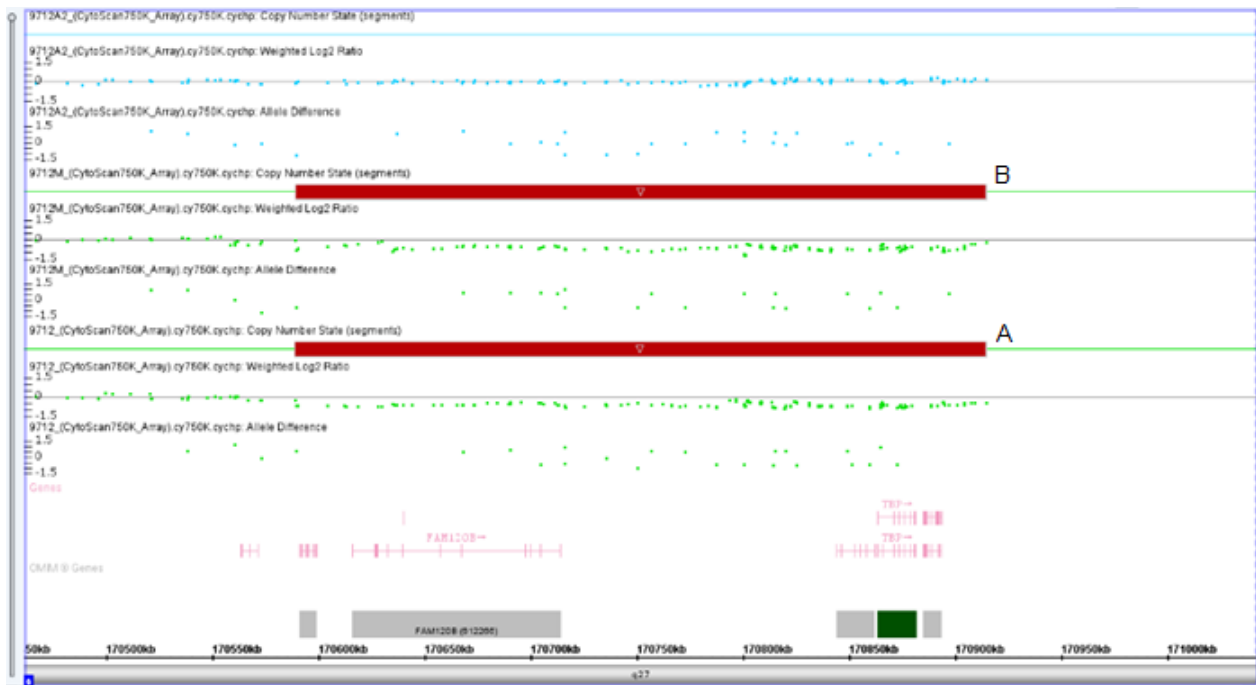 9712A2_(CytoScan750K_Array).cy750K.cychp: Copy Number State (segments)
9712A2_(CytoScan750K_Array).cy750K.cychp: Weighted Log2 Ratio
1.5
0
-1.5
9712A2_(CytoScan750K_Array).cy750K.cychp: Allele Difference
1.5
0
-1.5
9712M_(CytoScan750K_Array).cy750K.cychp: Copy Number State (segments)
B
9712M_(CytoScan750K_Array).cy750K.cychp: Weighted Log2 Ratio
1.5
0
-1.5
9712M_(CytoScan750K_Array).cy750K.cychp: Allele Difference
1.5
0
-1.5
9712_(CytoScan750K_Array).cy750K.cychp: Copy Number State (segments)
A
9712_(CytoScan750K_Array).cy750K.cychp: Weighted Log2 Ratio
1.5
0
-1.5
9712_(CytoScan750K_Array).cy750K.cychp: Allele Difference
1.5
0
-1.5
Genes
TBP→
FAM120B→ TBP→
OMIM ® Genes
FAM120B (612266)
50kb 170500kb 170550kb 170600kb 170650kb 170700kb 170750kb 170800kb 170850kb 170900kb 170950kb 171000kb
q27